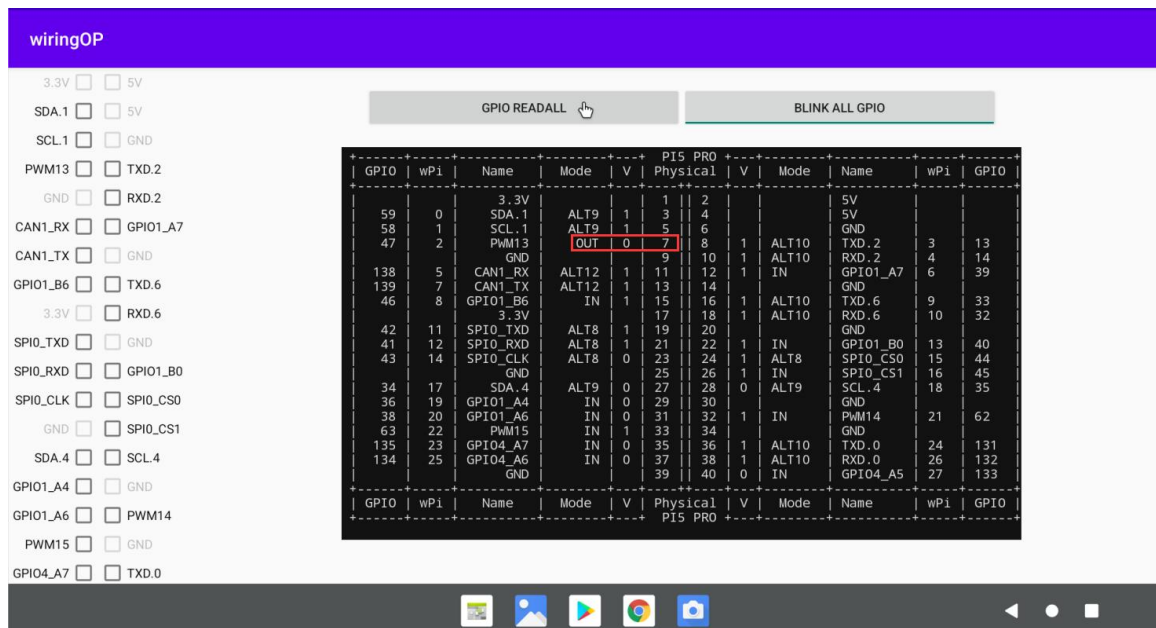 wiringOP
3.3V 5V
SDA.1 5V
SCL.1 GND
PWM13 TXD.2
GND RXD.2
CAN1_RX GPIO1_A7
CAN1_TX GND
GPIO1_B6 TXD.6
3.3V RXD.6
SPI0_TXD GND
SPI0_RXD GPIO1_B0
SPI0_CLK SPI0_CS0
GND SPI0_CS1
SDA.4 SCL.4
GPIO1_A4 GND
GPIO1_A6 PWM14
PWM15 GND
GPIO4_A7 TXD.0
GPIO READALL BLINK ALL GPIO
+------+-----+----------+--------+---+ PI5 PRO +---+--------+----------+-----+------+
| GPIO | wPi | Name | Mode | V | Physical | V | Mode | Name | wPi | GPIO |
+------+-----+----------+--------+---+----++----+---+--------+----------+-----+------+
| | | 3.3V | | | 1 || 2 | | | 5V | | |
| 59 | 0 | SDA.1 | ALT9 | 1 | 3 || 4 | | | 5V | | |
| 58 | 1 | SCL.1 | ALT9 | 1 | 5 || 6 | | | GND | | |
| 47 | 2 | PWM13 | OUT | 0 | 7 || 8 | 1 | ALT10 | TXD.2 | 3 | 13 |
| | | GND | | | 9 || 10 | 1 | ALT10 | RXD.2 | 4 | 14 |
| 138 | 5 | CAN1_RX | ALT12 | 1 | 11 || 12 | 1 | IN | GPIO1_A7 | 6 | 39 |
| 139 | 7 | CAN1_TX | ALT12 | 1 | 13 || 14 | | | GND | | |
| 46 | 8 | GPIO1_B6 | IN | 1 | 15 || 16 | 1 | ALT10 | TXD.6 | 9 | 33 |
| | | 3.3V | | | 17 || 18 | 1 | ALT10 | RXD.6 | 10 | 32 |
| 42 | 11 | SPI0_TXD | ALT8 | 1 | 19 || 20 | | | GND | | |
| 41 | 12 | SPI0_RXD | ALT8 | 1 | 21 || 22 | 1 | IN | GPIO1_B0 | 13 | 40 |
| 43 | 14 | SPI0_CLK | ALT8 | 0 | 23 || 24 | 1 | ALT8 | SPI0_CS0 | 15 | 44 |
| | | GND | | | 25 || 26 | 1 | IN | SPI0_CS1 | 16 | 45 |
| 34 | 17 | SDA.4 | ALT9 | 0 | 27 || 28 | 0 | ALT9 | SCL.4 | 18 | 35 |
| 36 | 19 | GPIO1_A4 | IN | 0 | 29 || 30 | | | GND | | |
| 38 | 20 | GPIO1_A6 | IN | 0 | 31 || 32 | 1 | IN | PWM14 | 21 | 62 |
| 63 | 22 | PWM15 | IN | 1 | 33 || 34 | | | GND | | |
| 135 | 23 | GPIO4_A7 | IN | 0 | 35 || 36 | 1 | ALT10 | TXD.0 | 24 | 131 |
| 134 | 25 | GPIO4_A6 | IN | 0 | 37 || 38 | 1 | ALT10 | RXD.0 | 26 | 132 |
| | | GND | | | 39 || 40 | 0 | IN | GPIO4_A5 | 27 | 133 |
+------+-----+----------+--------+---+----++----+---+--------+----------+-----+------+
| GPIO | wPi | Name | Mode | V | Physical | V | Mode | Name | wPi | GPIO |
+------+-----+----------+--------+---+ PI5 PRO +---+--------+----------+-----+------+